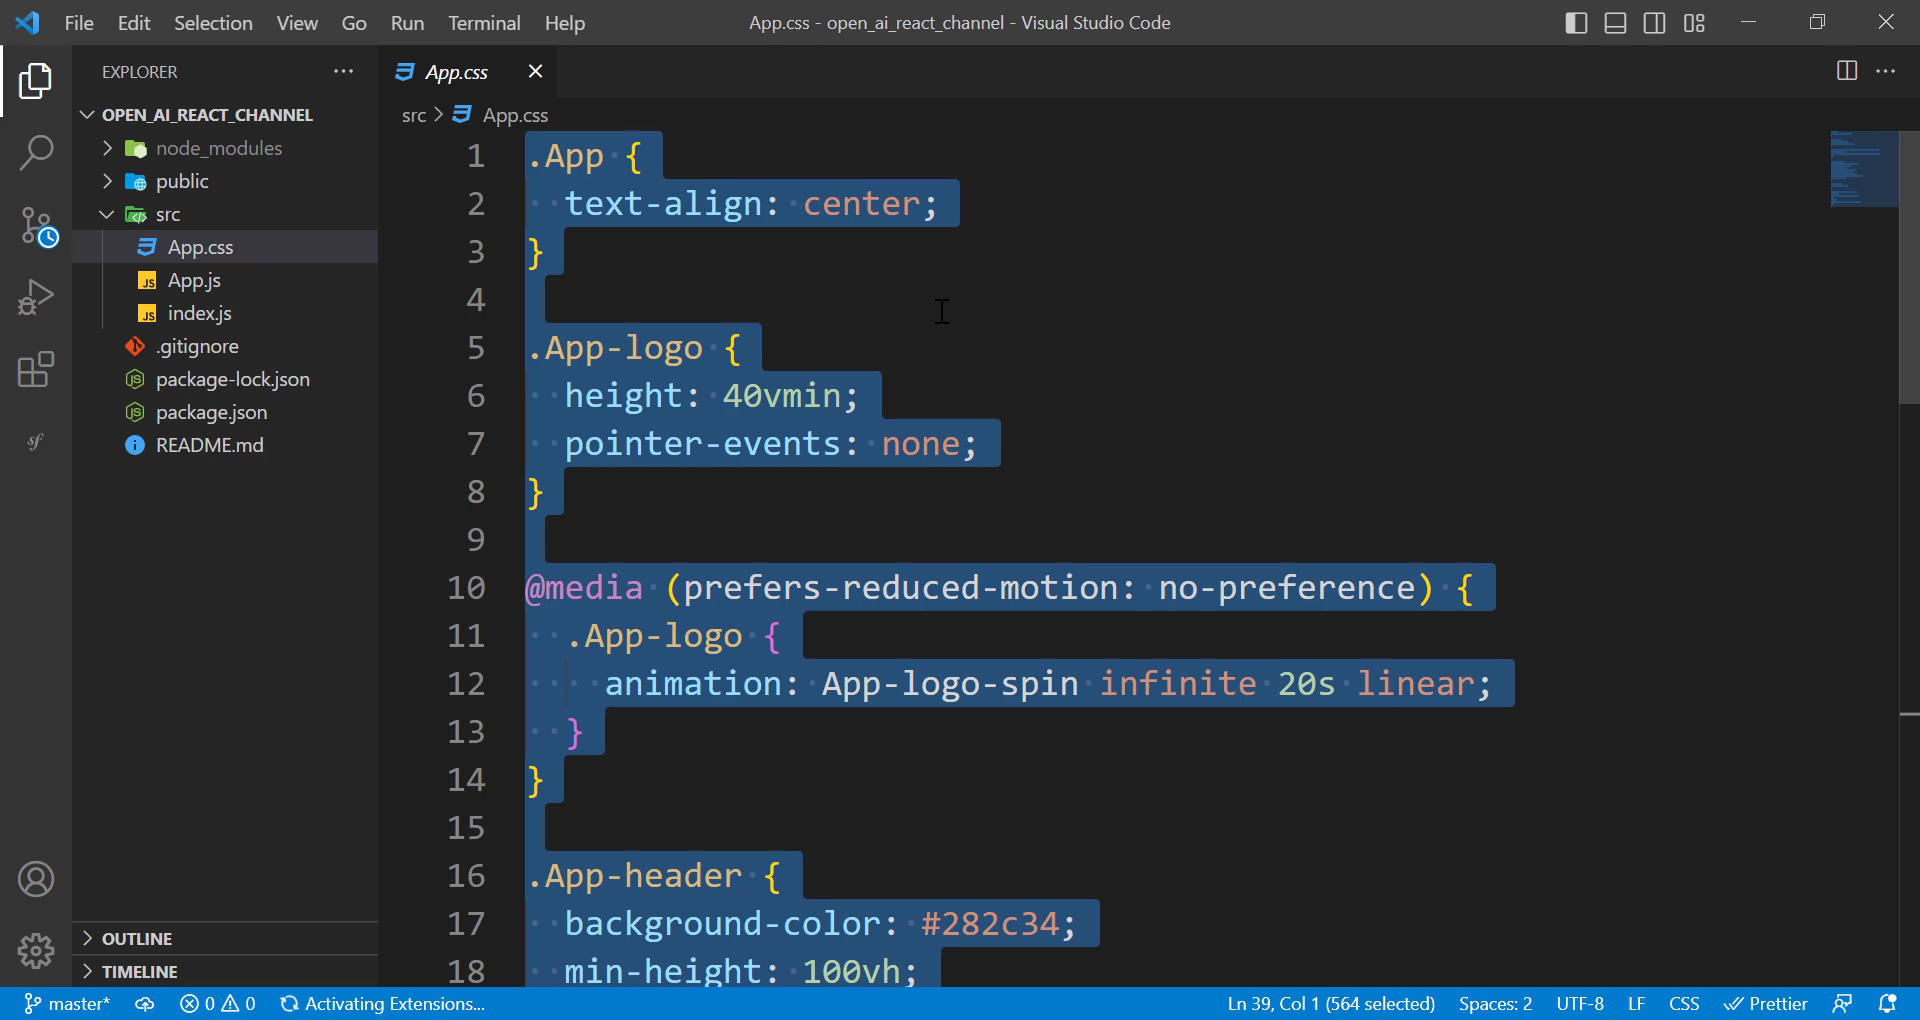 File Edit Selection View Go Run Terminal Help App.css - open_ai_react_channel - Visual Studio Code
EXPLORER ... App.css
OPEN_AI_REACT_CHANNEL
node_modules
public
src
App.css
App.js
index.js
.gitignore
package-lock.json
package.json
README.md
OUTLINE
TIMELINE
src > App.css
1 .App {
2 text-align: center;
3 }
4
5 .App-logo {
6 height: 40vmin;
7 pointer-events: none;
8 }
9
10 @media (prefers-reduced-motion: no-preference) {
11 .App-logo {
12 animation: App-logo-spin infinite 20s linear;
13 }
14 }
15
16 .App-header {
17 background-color: #282c34;
18 min-height: 100vh;
master* 0 0 Activating Extensions... Ln 39, Col 1 (564 selected) Spaces: 2 UTF-8 LF CSS Prettier